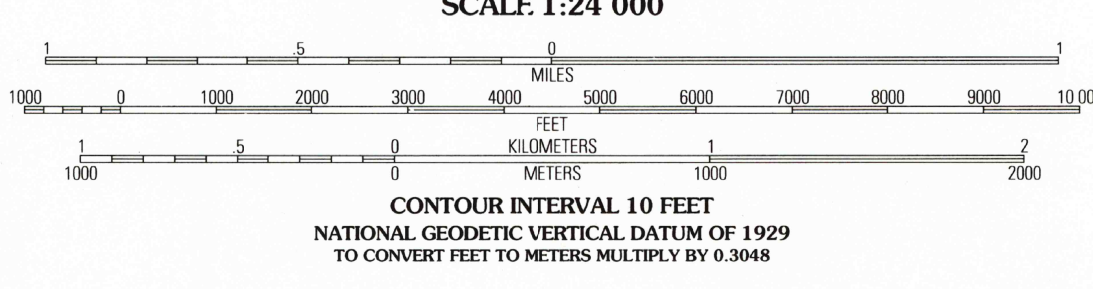 SCALE 1:24 000
1 .5 0 1
MILES
1000 0 1000 2000 3000 4000 5000 6000 7000 8000 9000 10 00
FEET
1 .5 0 KILOMETERS 1 2
1000 0 METERS 1000 2000
CONTOUR INTERVAL 10 FEET
NATIONAL GEODETIC VERTICAL DATUM OF 1929
TO CONVERT FEET TO METERS MULTIPLY BY 0.3048